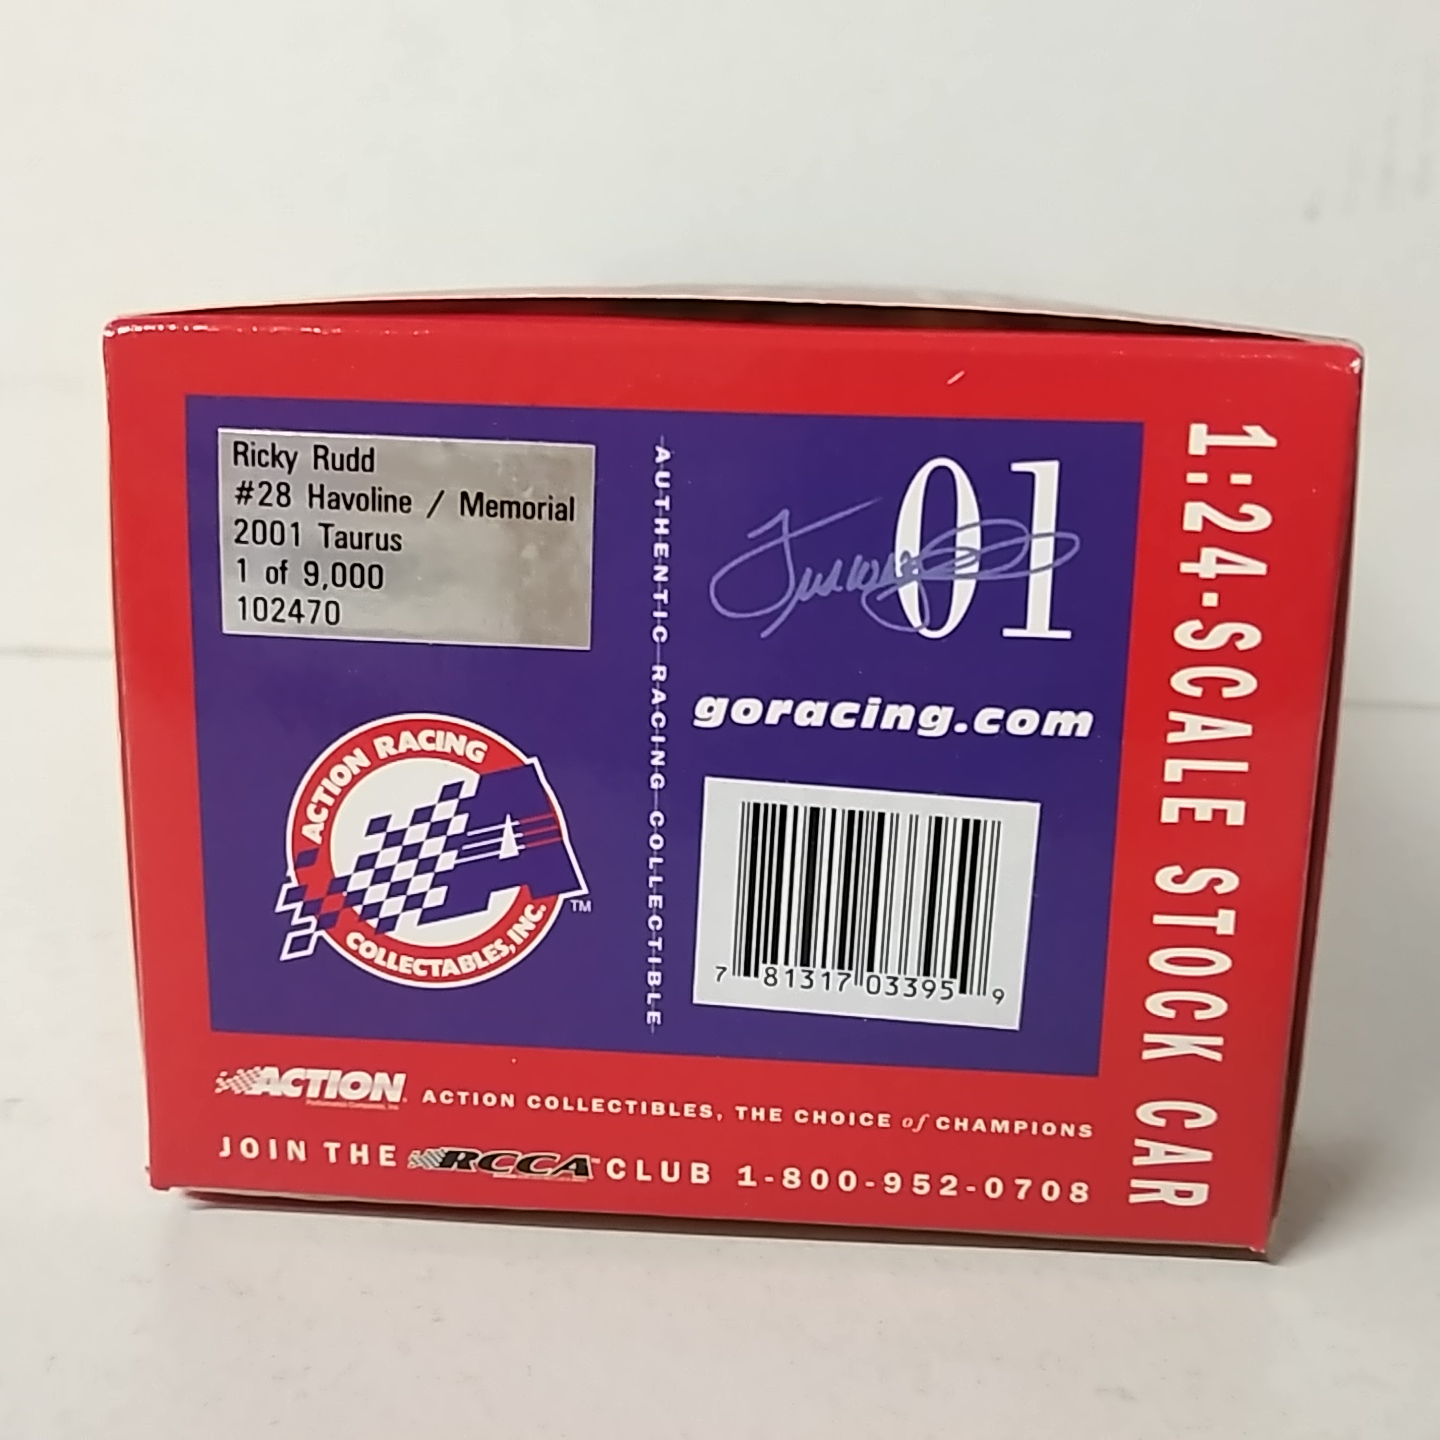 Ricky Rudd
#28 Havoline / Memorial
2001 Taurus
1 of 9,000
102470
AUTHENTIC RACING COLLECTIBLE
01
goracing.com
ACTION RACING
COLLECTABLES, INC.
TM
7 81317 03395 9
1:24-SCALE STOCK CAR
ACTION
ACTION COLLECTIBLES, THE CHOICE of CHAMPIONS
JOIN THE RCCA CLUB 1-800-952-0708